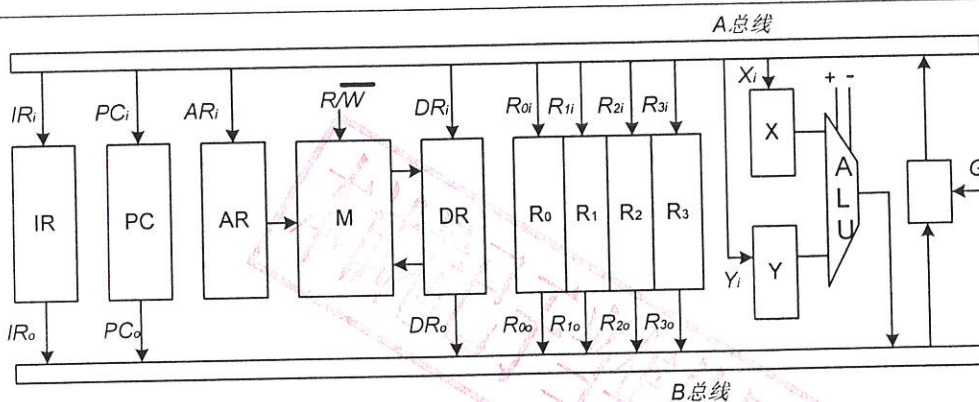 A总线
IRi PCi ARi R/W̅ DRi R0i R1i R2i R3i Xi + -
IR PC AR M DR R0 R1 R2 R3 X Y ALU G
Yi
IRo PCo DRo R0o R1o R2o R3o
B总线